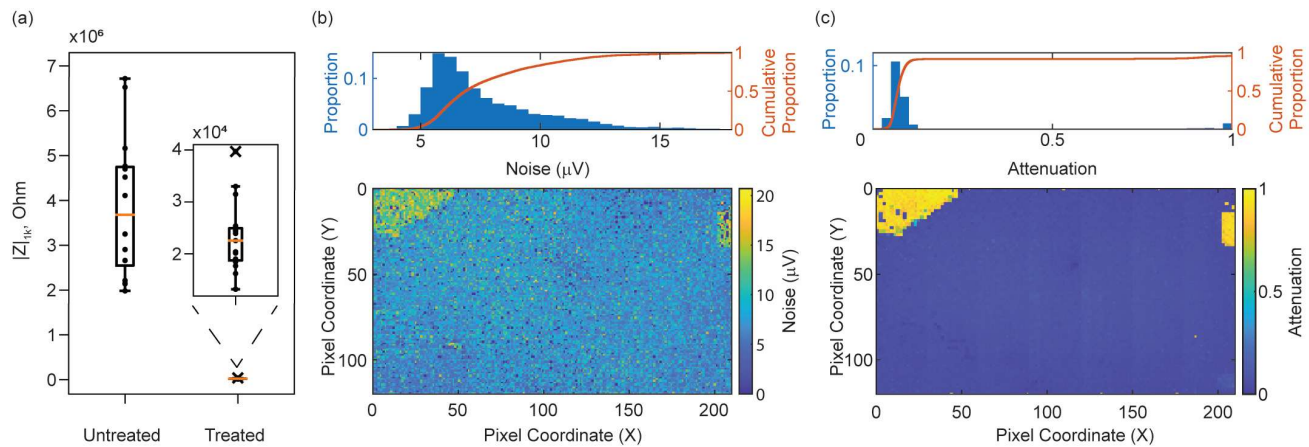 (a)
x10⁶
7
6
5
4
3
2
1
0
|Z|₁ₖ, Ohm
x10⁴
4
3
2
Untreated
Treated
(b)
Proportion
0.1
0
1
0.5
0
Cumulative
Proportion
5
10
15
Noise (μV)
Pixel Coordinate (Y)
0
50
100
0
50
100
150
200
Pixel Coordinate (X)
20
15
10
5
0
Noise (μV)
(c)
Proportion
0.1
0
0.5
1
1
0.5
0
Cumulative
Proportion
Attenuation
Pixel Coordinate (Y)
0
50
100
0
50
100
150
200
Pixel Coordinate (X)
1
0.5
0
Attenuation